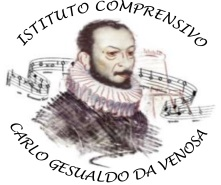 ISTITUTO COMPRENSIVO
CARLO GESUALDO DA VENOSA